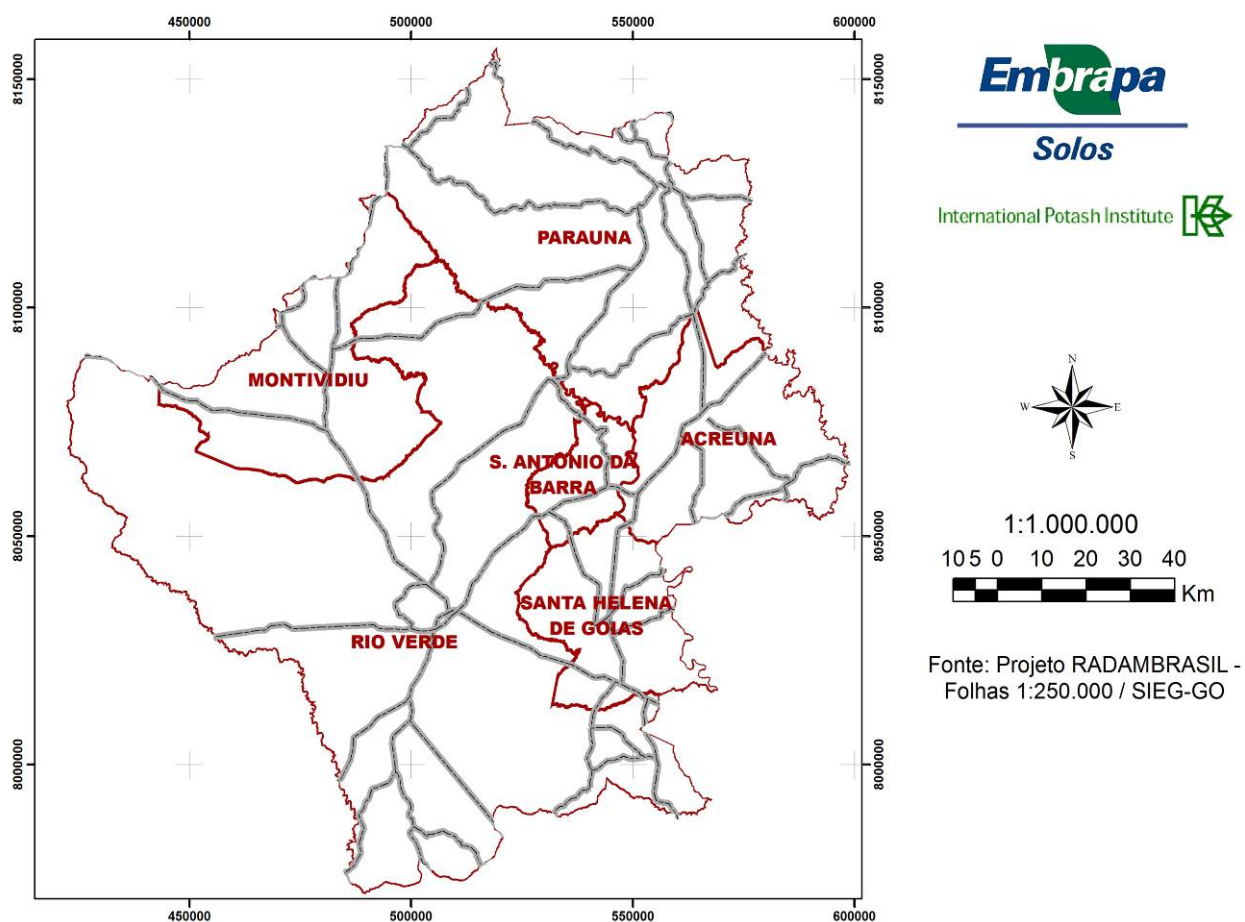 450000 500000 550000 600000
8150000
8100000
8050000
8000000
PARAUNA
MONTIVIDIU
ACREUNA
S. ANTONIO DA
BARRA
SANTA HELENA
DE GOIAS
RIO VERDE
8150000
8100000
8050000
8000000
450000 500000 550000 600000
Embrapa
Solos
International Potash Institute
N
W E
S
1:1.000.000
10 5 0 10 20 30 40
Km
Fonte: Projeto RADAMBRASIL -
Folhas 1:250.000 / SIEG-GO